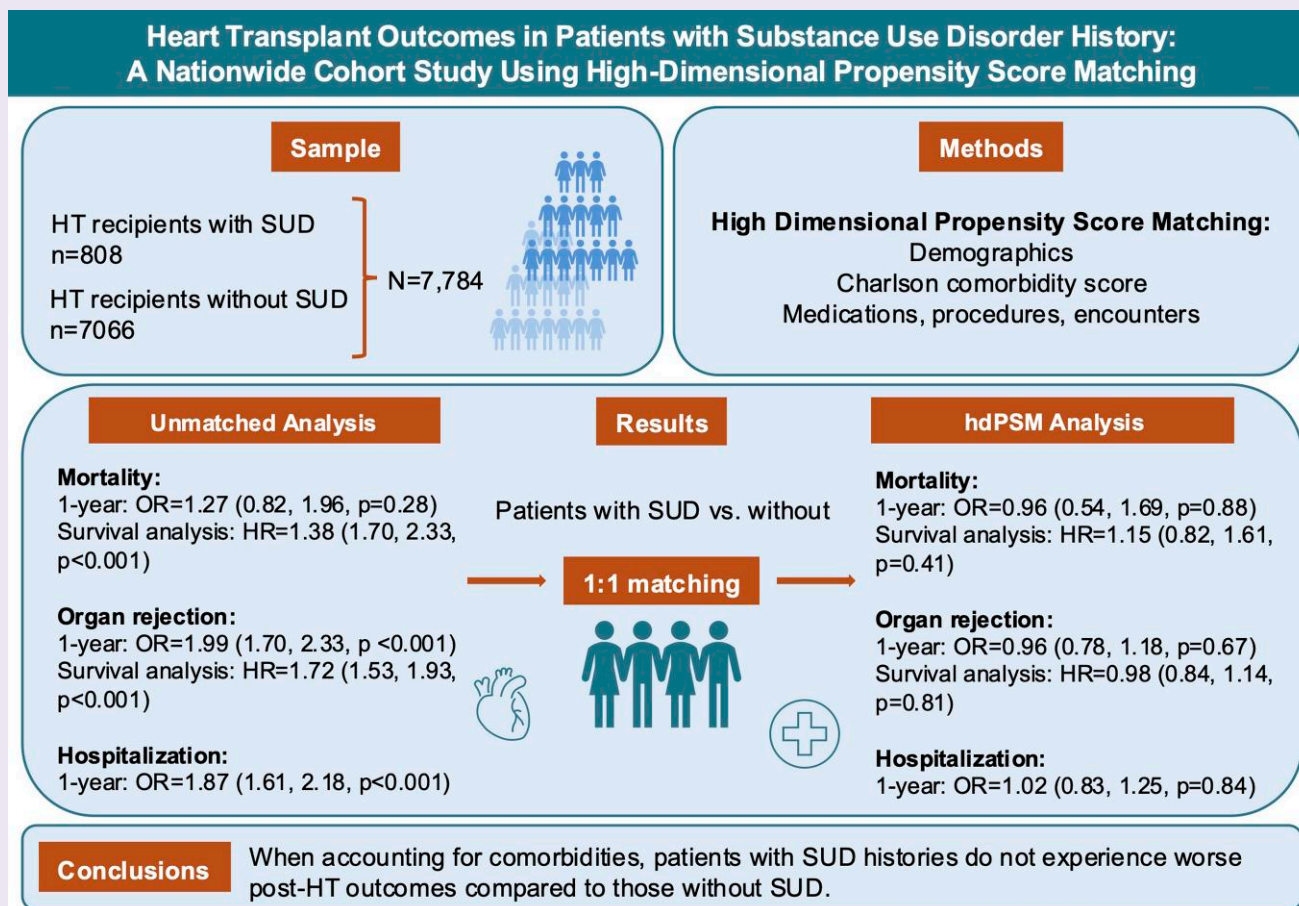 Heart Transplant Outcomes in Patients with Substance Use Disorder History:
A Nationwide Cohort Study Using High-Dimensional Propensity Score Matching
Sample
HT recipients with SUD
n=808
HT recipients without SUD
n=7066
N=7,784
Methods
High Dimensional Propensity Score Matching:
Demographics
Charlson comorbidity score
Medications, procedures, encounters
Unmatched Analysis
Mortality:
1-year: OR=1.27 (0.82, 1.96, p=0.28)
Survival analysis: HR=1.38 (1.70, 2.33,
p<0.001)
Organ rejection:
1-year: OR=1.99 (1.70, 2.33, p <0.001)
Survival analysis: HR=1.72 (1.53, 1.93,
p<0.001)
Hospitalization:
1-year: OR=1.87 (1.61, 2.18, p<0.001)
Results
Patients with SUD vs. without
1:1 matching
hdPSM Analysis
Mortality:
1-year: OR=0.96 (0.54, 1.69, p=0.88)
Survival analysis: HR=1.15 (0.82, 1.61,
p=0.41)
Organ rejection:
1-year: OR=0.96 (0.78, 1.18, p=0.67)
Survival analysis: HR=0.98 (0.84, 1.14,
p=0.81)
Hospitalization:
1-year: OR=1.02 (0.83, 1.25, p=0.84)
Conclusions
When accounting for comorbidities, patients with SUD histories do not experience worse
post-HT outcomes compared to those without SUD.